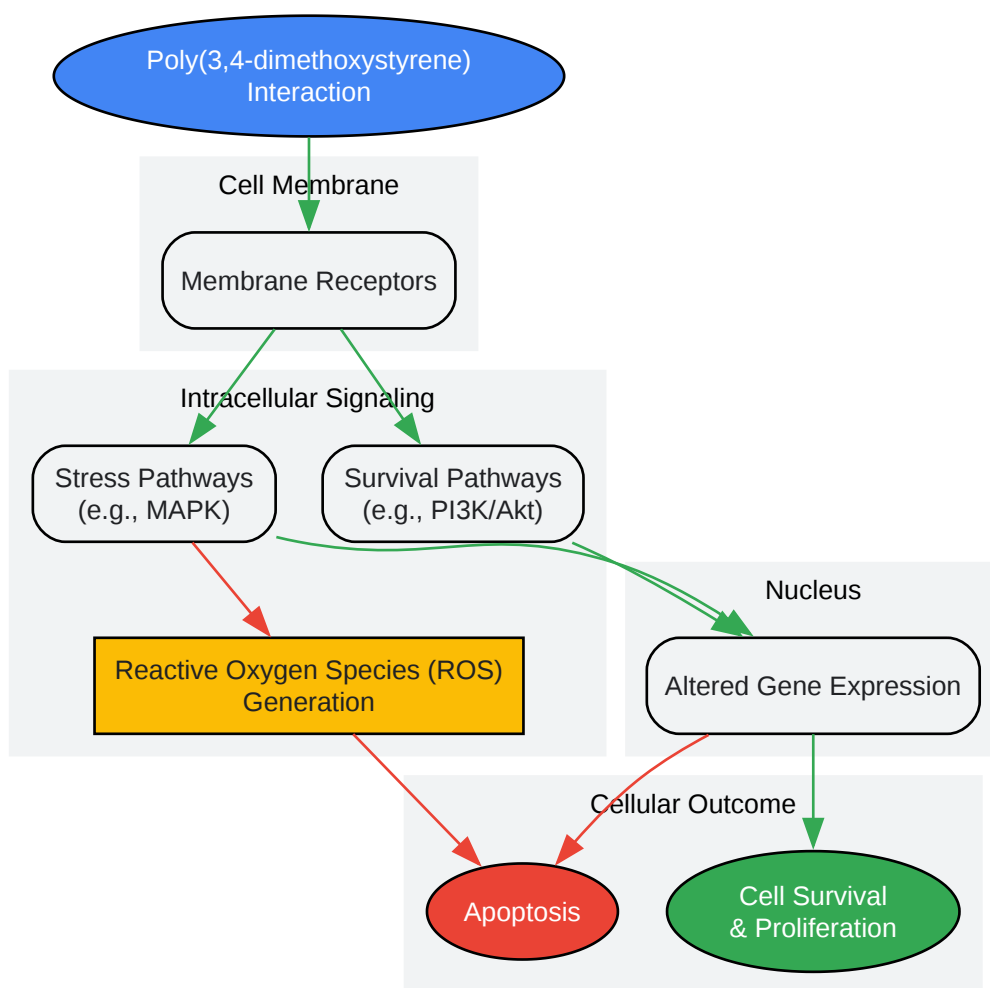 Poly(3,4-dimethoxystyrene)
Interaction
Cell Membrane
Membrane Receptors
Intracellular Signaling
Stress Pathways
(e.g., MAPK)
Survival Pathways
(e.g., PI3K/Akt)
Nucleus
Reactive Oxygen Species (ROS)
Generation
Altered Gene Expression
Cellular Outcome
Apoptosis
Cell Survival
& Proliferation